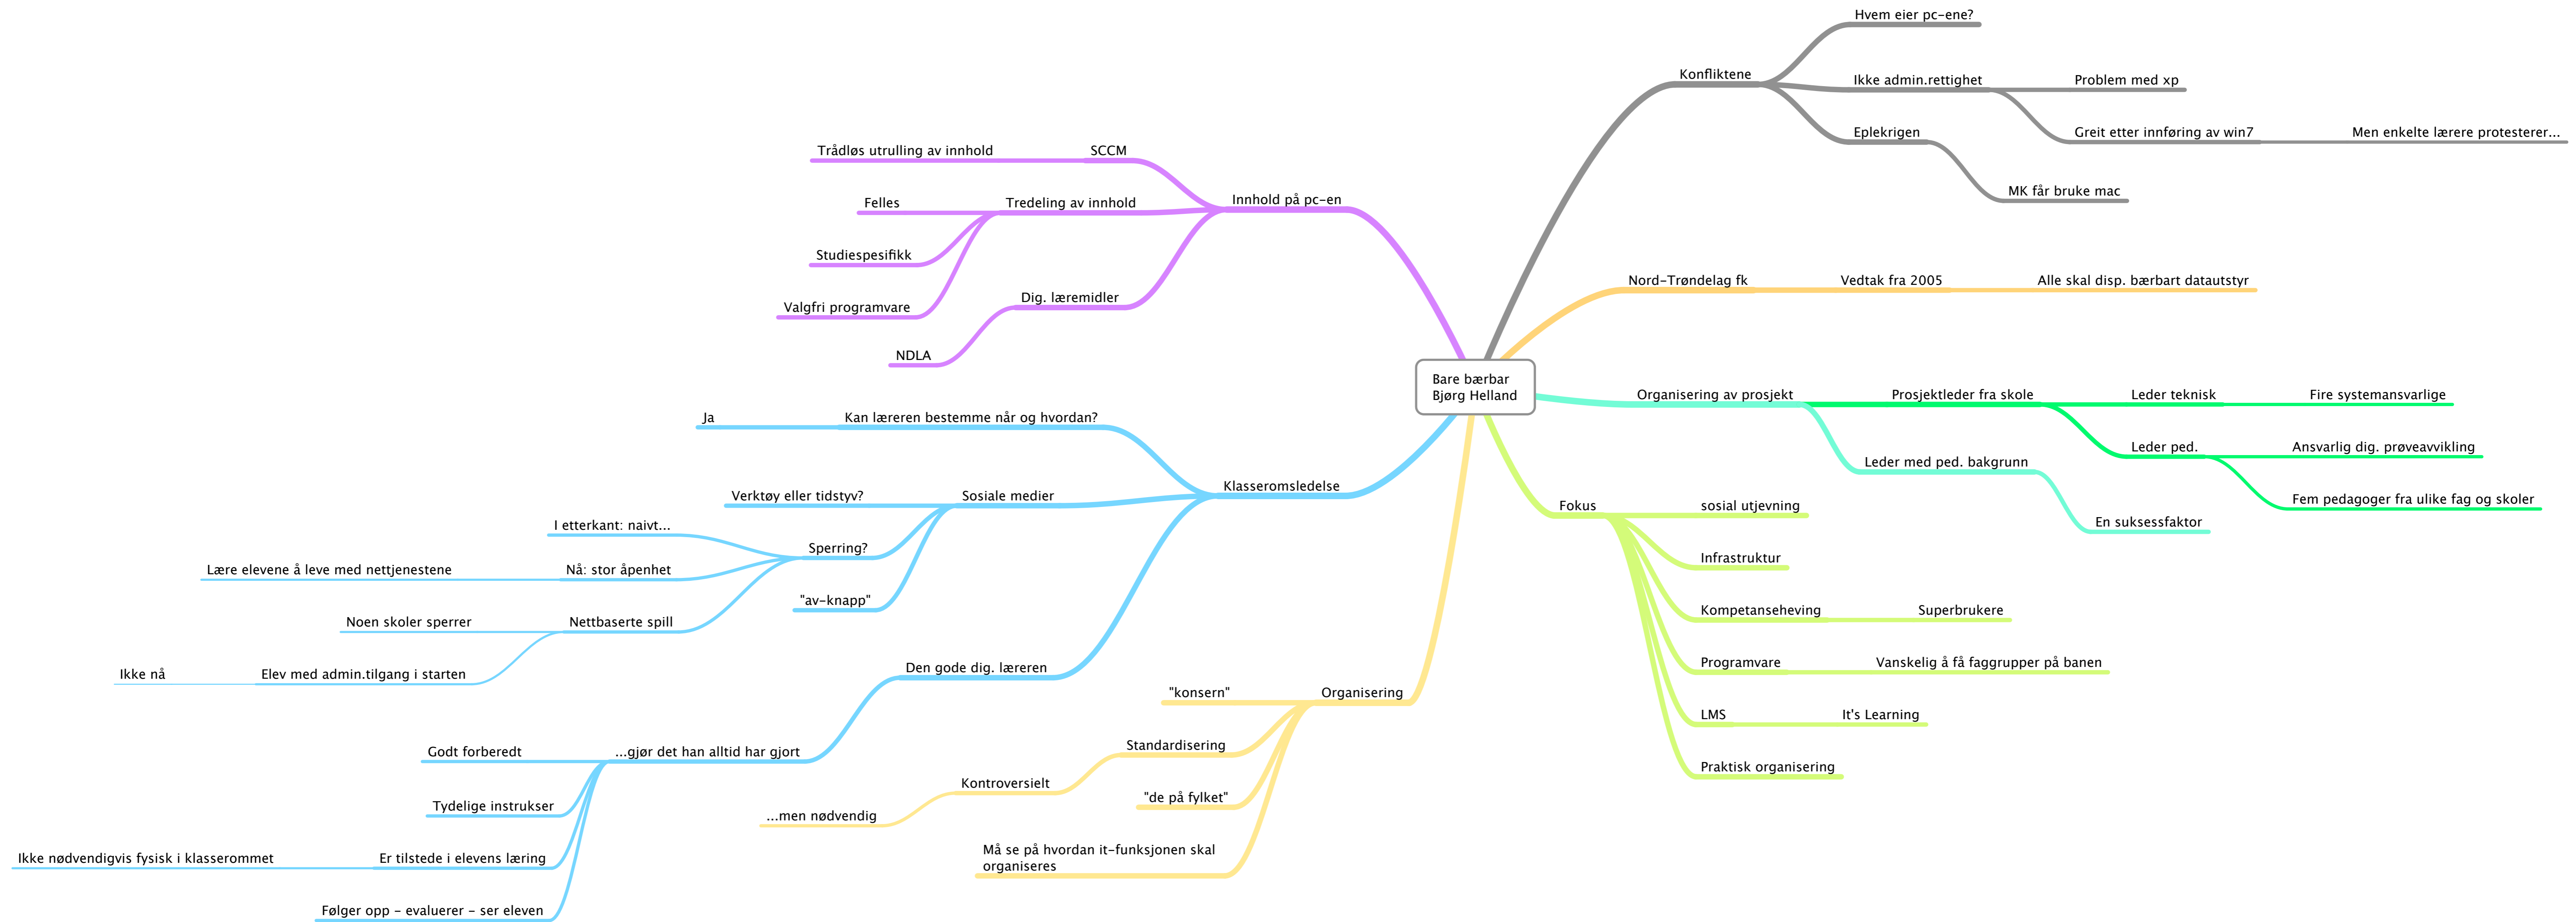 Bare bærbar
Bjørg Helland
Konfliktene
Hvem eier pc-ene?
Ikke admin.rettighet
Problem med xp
Greit etter innføring av win7
Men enkelte lærere protesterer...
Eplekrigen
MK får bruke mac
Nord-Trøndelag fk
Vedtak fra 2005
Alle skal disp. bærbart datautstyr
Organisering av prosjekt
Prosjektleder fra skole
Leder teknisk
Fire systemansvarlige
Leder ped.
Ansvarlig dig. prøveavvikling
Fem pedagoger fra ulike fag og skoler
Leder med ped. bakgrunn
En suksessfaktor
Fokus
sosial utjevning
Infrastruktur
Kompetanseheving
Superbrukere
Programvare
Vanskelig å få faggrupper på banen
LMS
It's Learning
Praktisk organisering
Innhold på pc-en
SCCM
Trådløs utrulling av innhold
Tredeling av innhold
Felles
Studiespesifikk
Valgfri programvare
Dig. læremidler
NDLA
Klasseromsledelse
Kan læreren bestemme når og hvordan?
Ja
Sosiale medier
Verktøy eller tidstyv?
Sperring?
I etterkant: naivt...
Nå: stor åpenhet
Lære elevene å leve med nettjenestene
Nettbaserte spill
Noen skoler sperrer
Elev med admin.tilgang i starten
Ikke nå
"av-knapp"
Den gode dig. læreren
...gjør det han alltid har gjort
Godt forberedt
Tydelige instrukser
Er tilstede i elevens læring
Ikke nødvendigvis fysisk i klasserommet
Følger opp - evaluerer - ser eleven
Organisering
"konsern"
Standardisering
Kontroversielt
...men nødvendig
"de på fylket"
Må se på hvordan it-funksjonen skal
organiseres